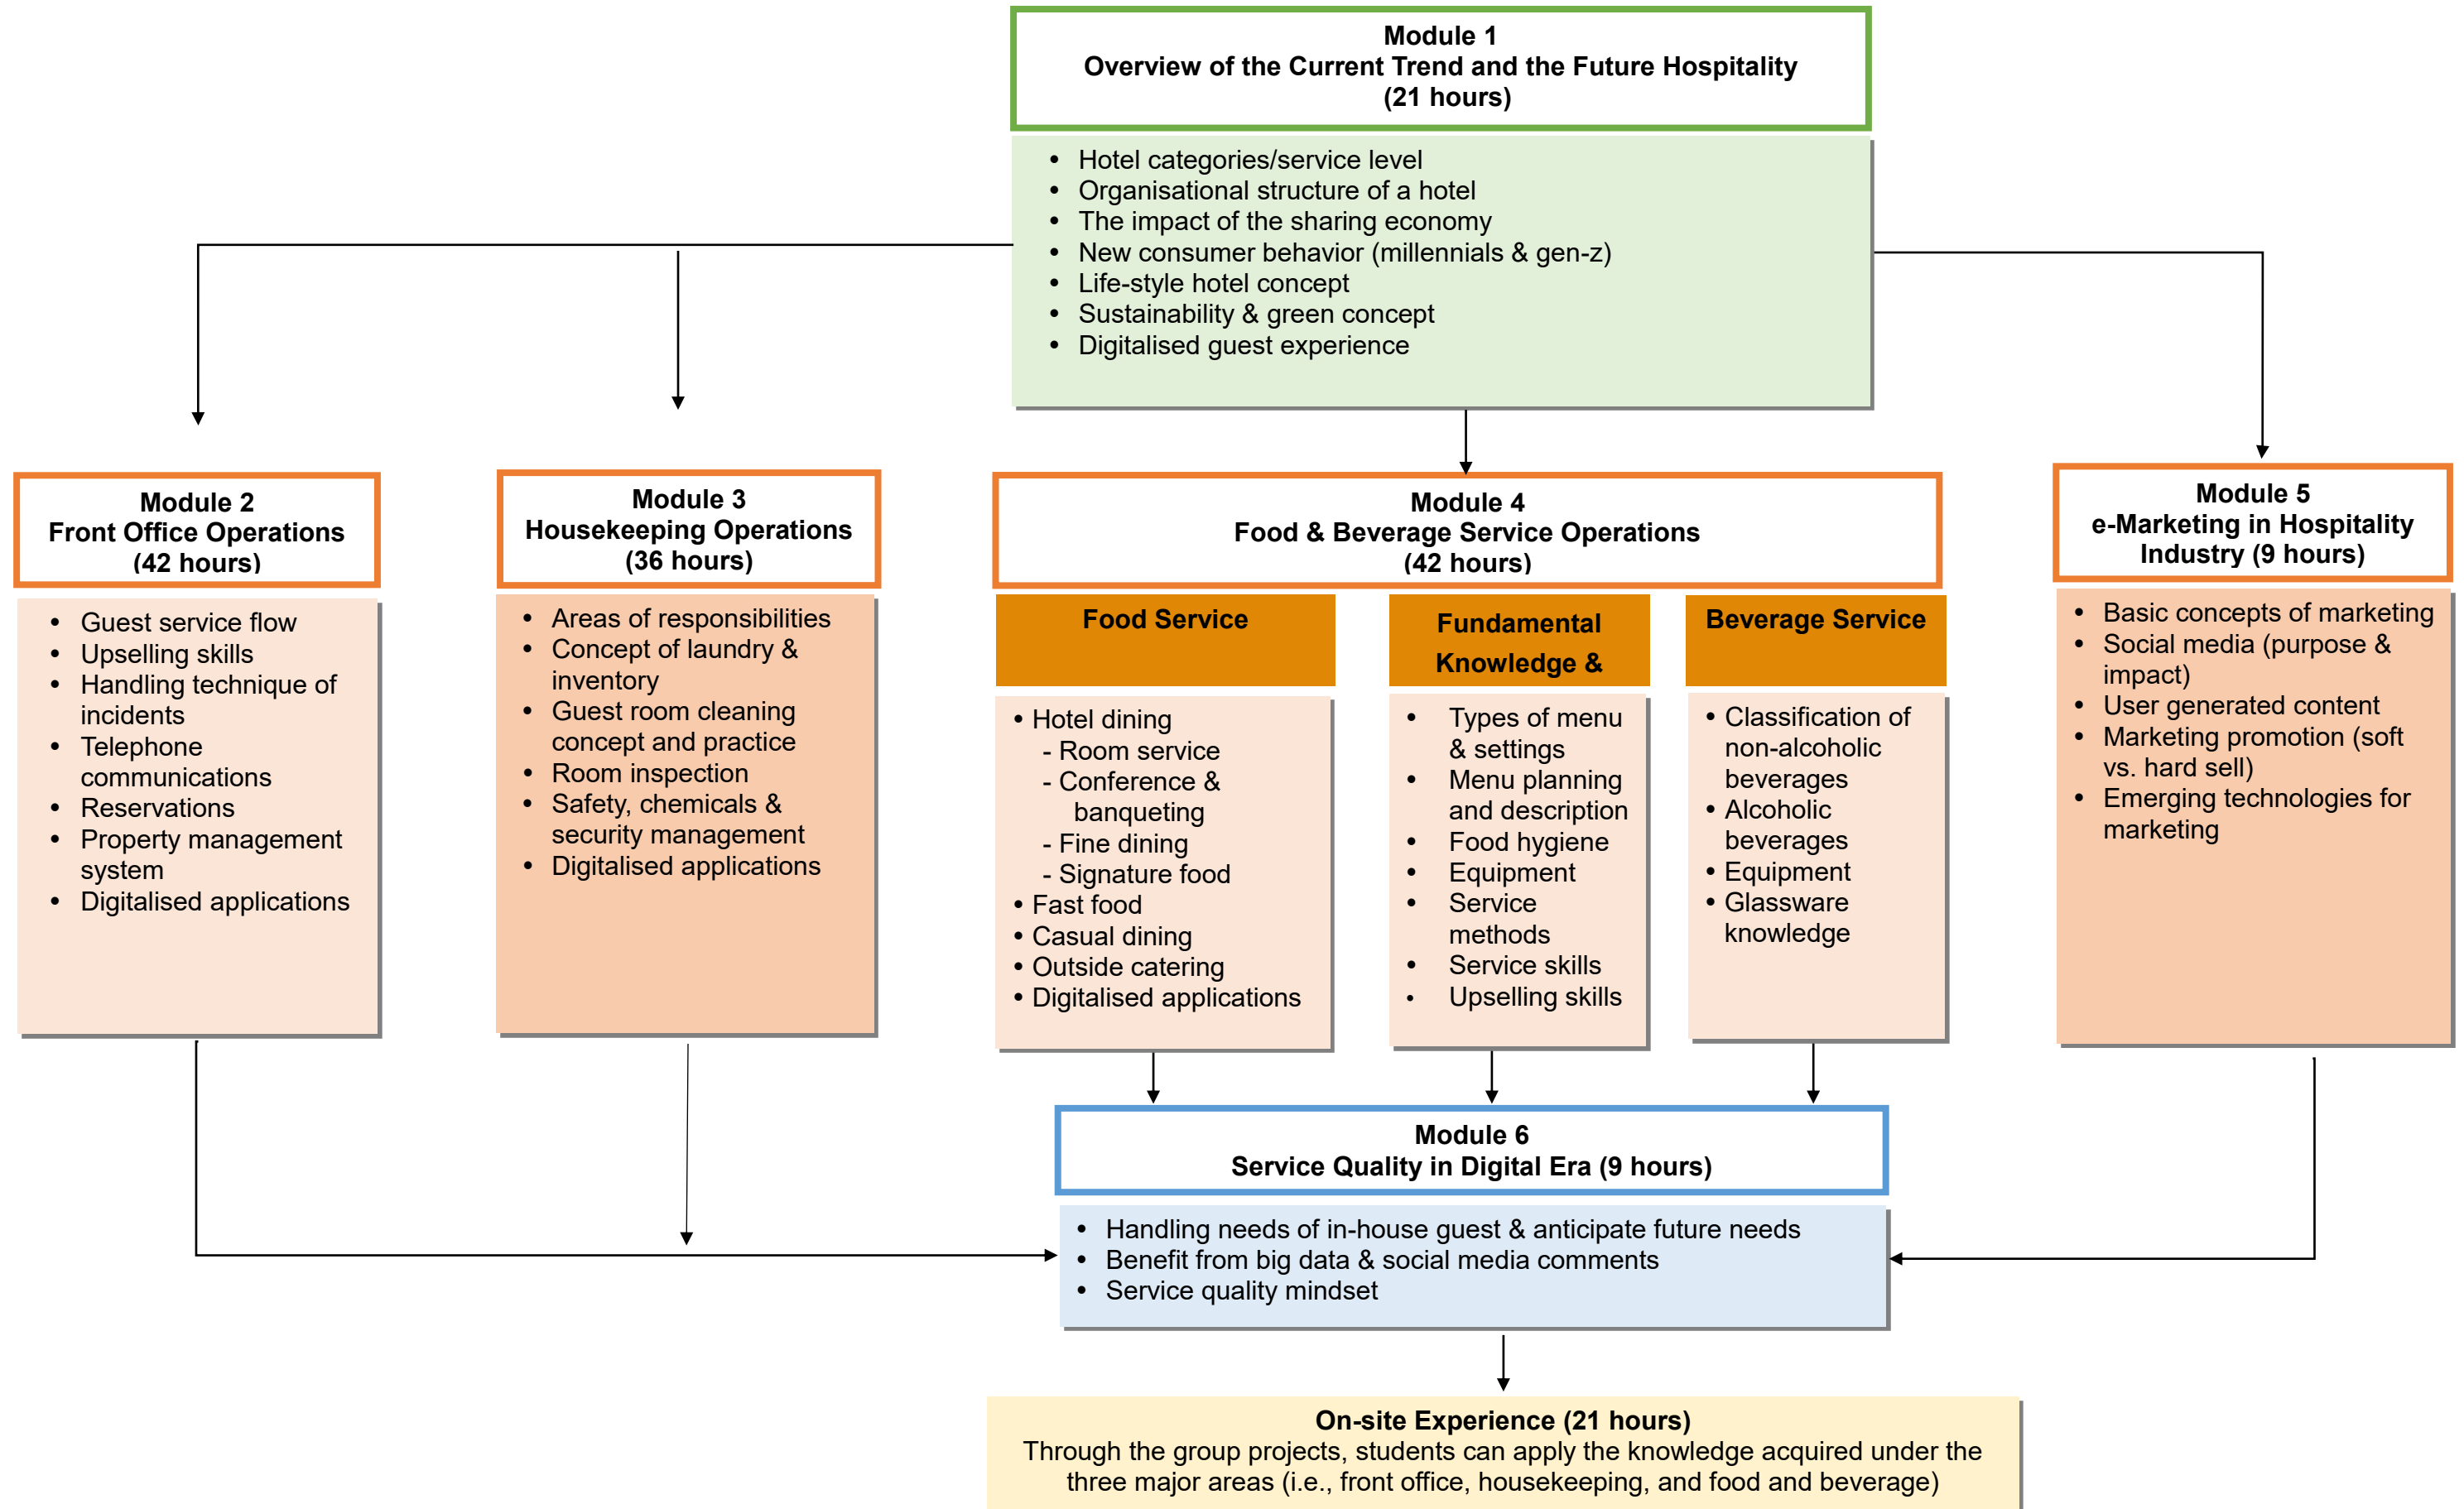 Module 1
Overview of the Current Trend and the Future Hospitality
(21 hours)
• Hotel categories/service level
• Organisational structure of a hotel
• The impact of the sharing economy
• New consumer behavior (millennials & gen-z)
• Life-style hotel concept
• Sustainability & green concept
• Digitalised guest experience
Module 2
Front Office Operations
(42 hours)
• Guest service flow
• Upselling skills
• Handling technique of
incidents
• Telephone
communications
• Reservations
• Property management
system
• Digitalised applications
Module 3
Housekeeping Operations
(36 hours)
• Areas of responsibilities
• Concept of laundry &
inventory
• Guest room cleaning
concept and practice
• Room inspection
• Safety, chemicals &
security management
• Digitalised applications
Module 4
Food & Beverage Service Operations
(42 hours)
Food Service
• Hotel dining
- Room service
- Conference &
banqueting
- Fine dining
- Signature food
• Fast food
• Casual dining
• Outside catering
• Digitalised applications
Fundamental
Knowledge &
• Types of menu
& settings
• Menu planning
and description
• Food hygiene
• Equipment
• Service
methods
• Service skills
• Upselling skills
Beverage Service
• Classification of
non-alcoholic
beverages
• Alcoholic
beverages
• Equipment
• Glassware
knowledge
Module 5
e-Marketing in Hospitality
Industry (9 hours)
• Basic concepts of marketing
• Social media (purpose &
impact)
• User generated content
• Marketing promotion (soft
vs. hard sell)
• Emerging technologies for
marketing
Module 6
Service Quality in Digital Era (9 hours)
• Handling needs of in-house guest & anticipate future needs
• Benefit from big data & social media comments
• Service quality mindset
On-site Experience (21 hours)
Through the group projects, students can apply the knowledge acquired under the
three major areas (i.e., front office, housekeeping, and food and beverage)